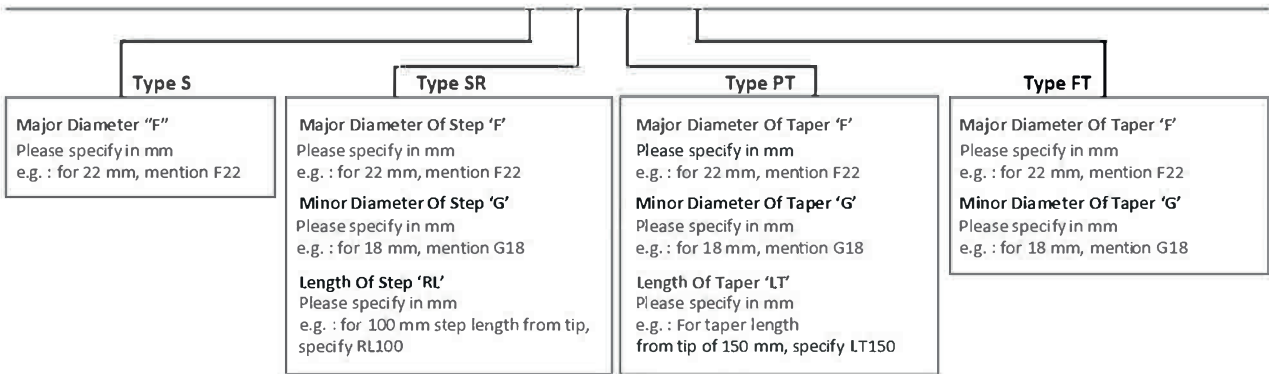 Type S
Major Diameter “F”
Please specify in mm
e.g. : for 22 mm, mention F22
Type SR
Major Diameter Of Step ‘F’
Please specify in mm
e.g. : for 22 mm, mention F22
Minor Diameter Of Step ‘G’
Please specify in mm
e.g. : for 18 mm, mention G18
Length Of Step ‘RL’
Please specify in mm
e.g. : for 100 mm step length from tip,
specify RL100
Type PT
Major Diameter Of Taper ‘F’
Please specify in mm
e.g. : for 22 mm, mention F22
Minor Diameter Of Taper ‘G’
Please specify in mm
e.g. : for 18 mm, mention G18
Length Of Taper ‘LT’
Please specify in mm
e.g. : For taper length
from tip of 150 mm, specify LT150
Type FT
Major Diameter Of Taper ‘F’
Please specify in mm
e.g. : for 22 mm, mention F22
Minor Diameter Of Taper ‘G’
Please specify in mm
e.g. : for 18 mm, mention G18